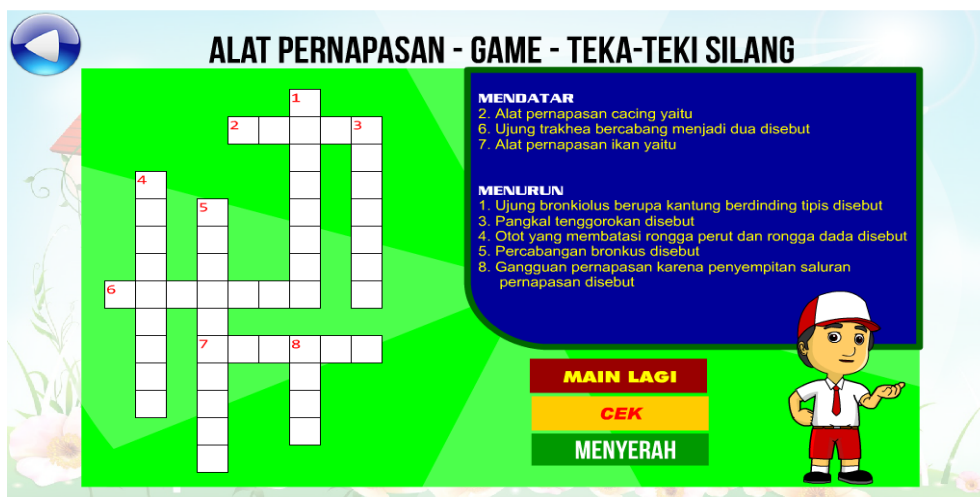 ALAT PERNAPASAN - GAME - TEKA-TEKI SILANG
1
2
3
4
5
6
7
8
MENDATAR
2. Alat pernapasan cacing yaitu
6. Ujung trakhea bercabang menjadi dua disebut
7. Alat pernapasan ikan yaitu
MENURUN
1. Ujung bronkiolus berupa kantung berdinding tipis disebut
3. Pangkal tenggorokan disebut
4. Otot yang membatasi rongga perut dan rongga dada disebut
5. Percabangan bronkus disebut
8. Gangguan pernapasan karena penyempitan saluran
pernapasan disebut
MAIN LAGI
CEK
MENYERAH